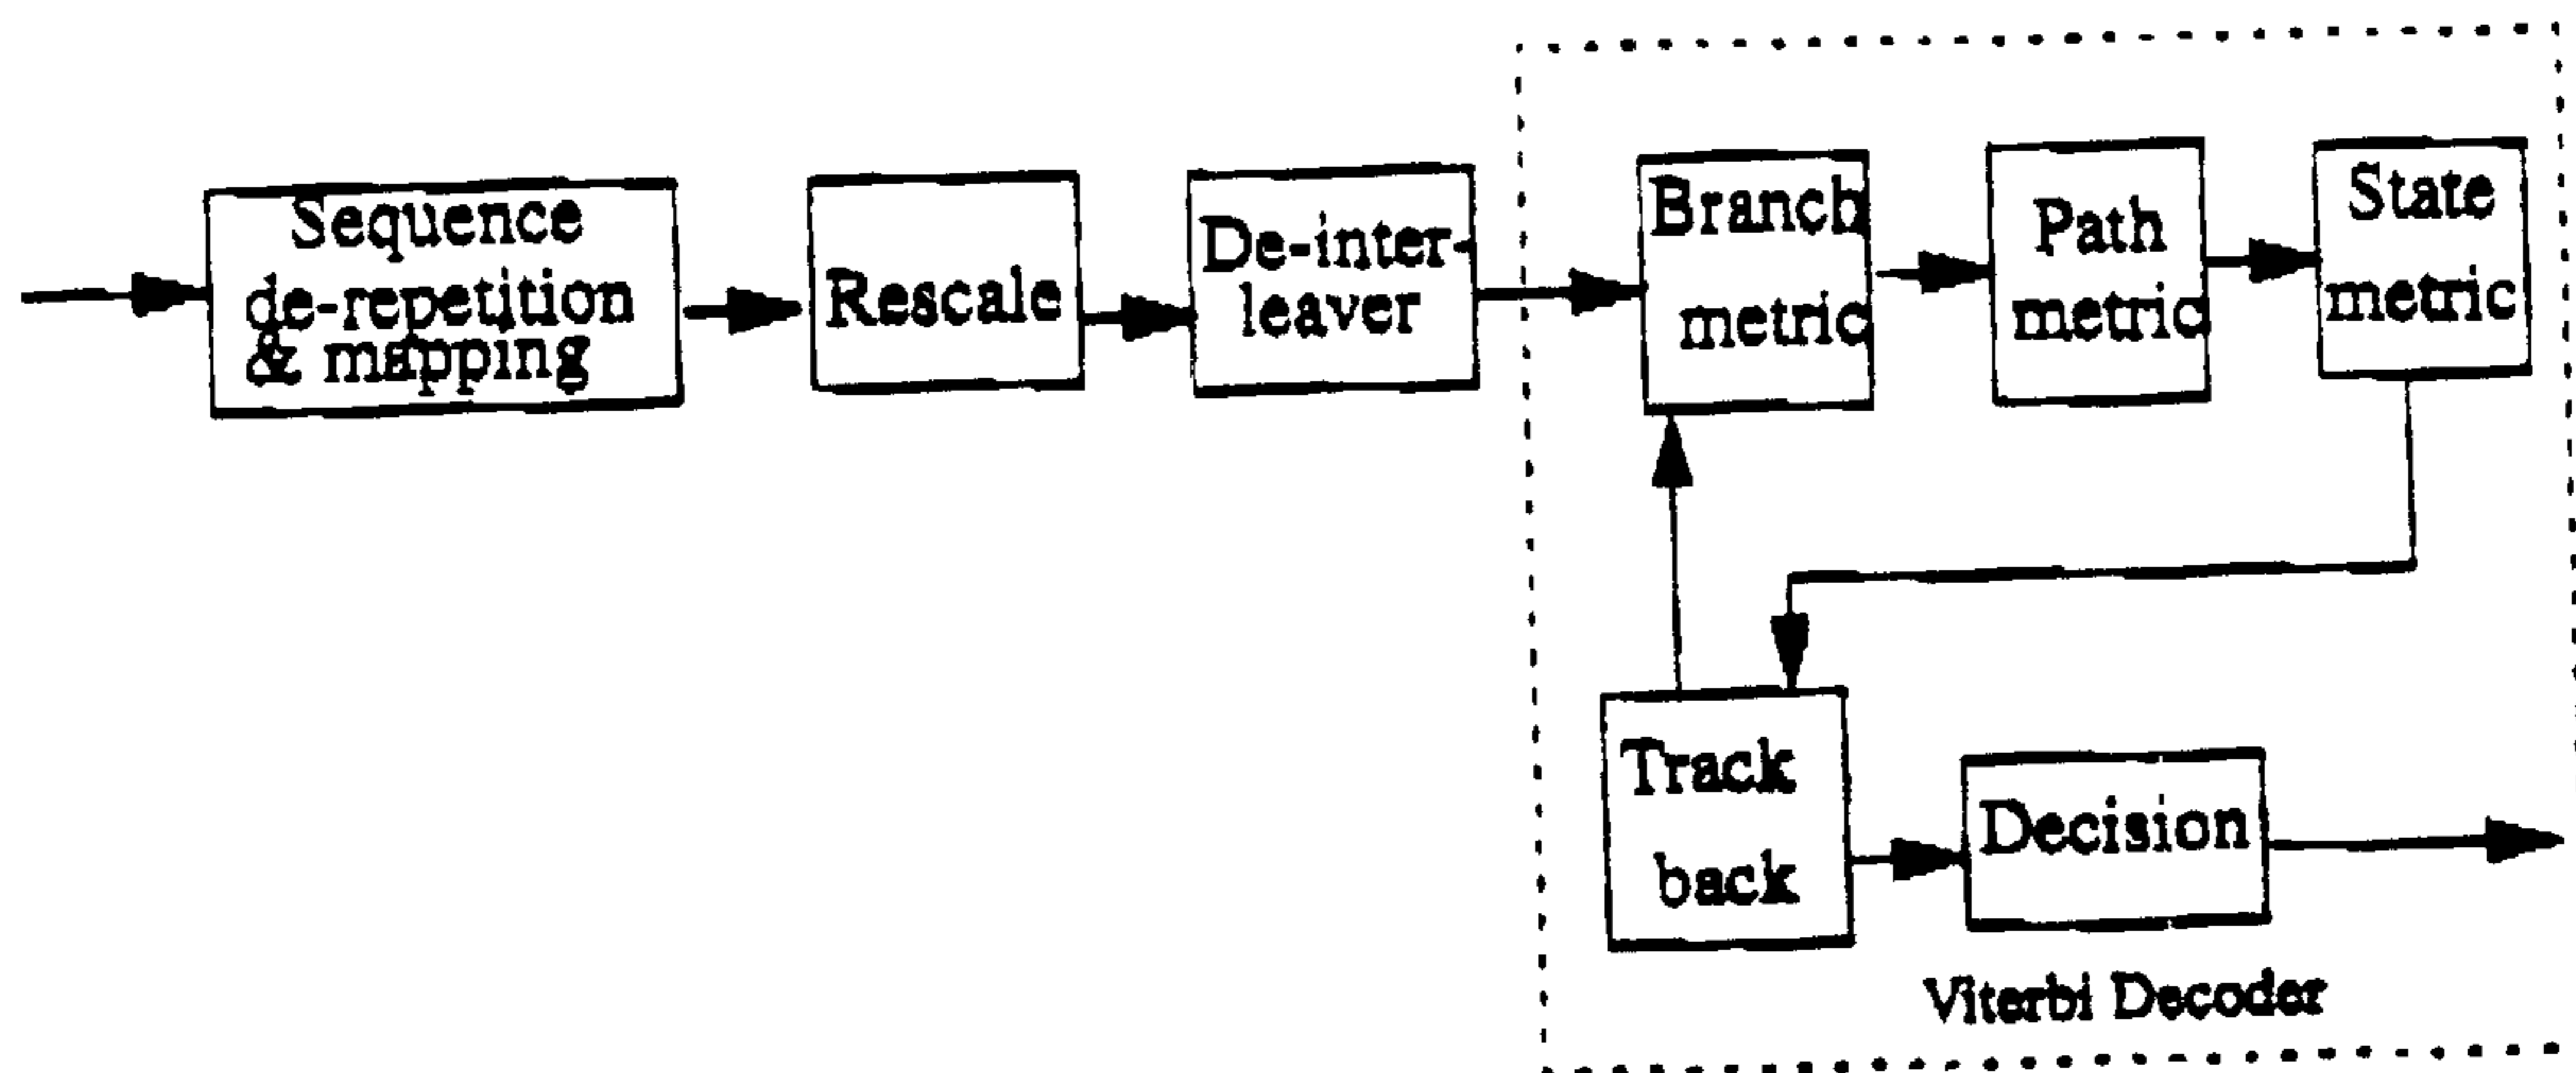 Sequence
de-repetition
& mapping
Rescale
De-inter-
leaver
Branch
metric
Path
metric
State
metric
Track
back
Decision
Viterbi Decoder